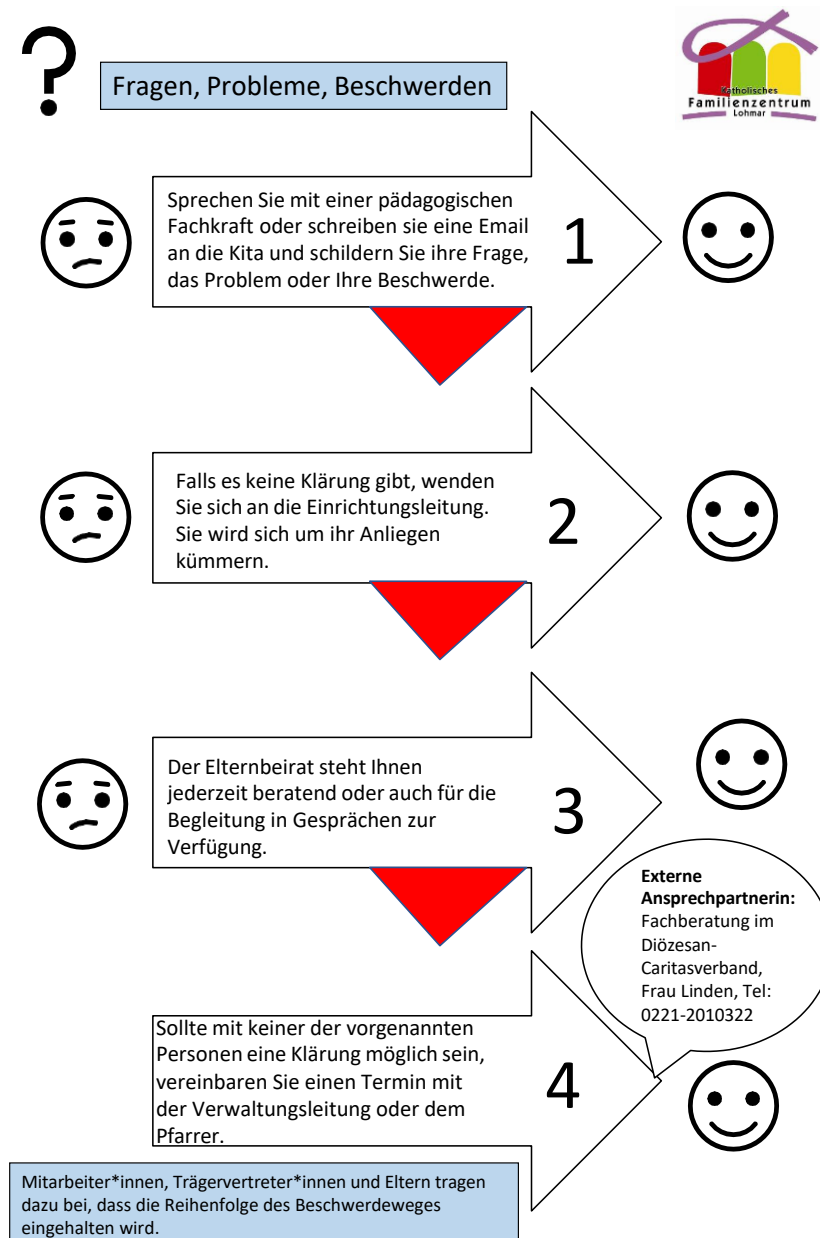 ?
Fragen, Probleme, Beschwerden
Katholisches
Familienzentrum
Lohmar
Sprechen Sie mit einer pädagogischen
Fachkraft oder schreiben sie eine Email
an die Kita und schildern Sie ihre Frage,
das Problem oder Ihre Beschwerde.
1
Falls es keine Klärung gibt, wenden
Sie sich an die Einrichtungsleitung.
Sie wird sich um ihr Anliegen
kümmern.
2
Der Elternbeirat steht Ihnen
jederzeit beratend oder auch für die
Begleitung in Gesprächen zur
Verfügung.
3
Externe
Ansprechpartnerin:
Fachberatung im
Diözesan-
Caritasverband,
Frau Linden, Tel:
0221-2010322
Sollte mit keiner der vorgenannten
Personen eine Klärung möglich sein,
vereinbaren Sie einen Termin mit
der Verwaltungsleitung oder dem
Pfarrer.
4
Mitarbeiter*innen, Trägervertreter*innen und Eltern tragen
dazu bei, dass die Reihenfolge des Beschwerdeweges
eingehalten wird.